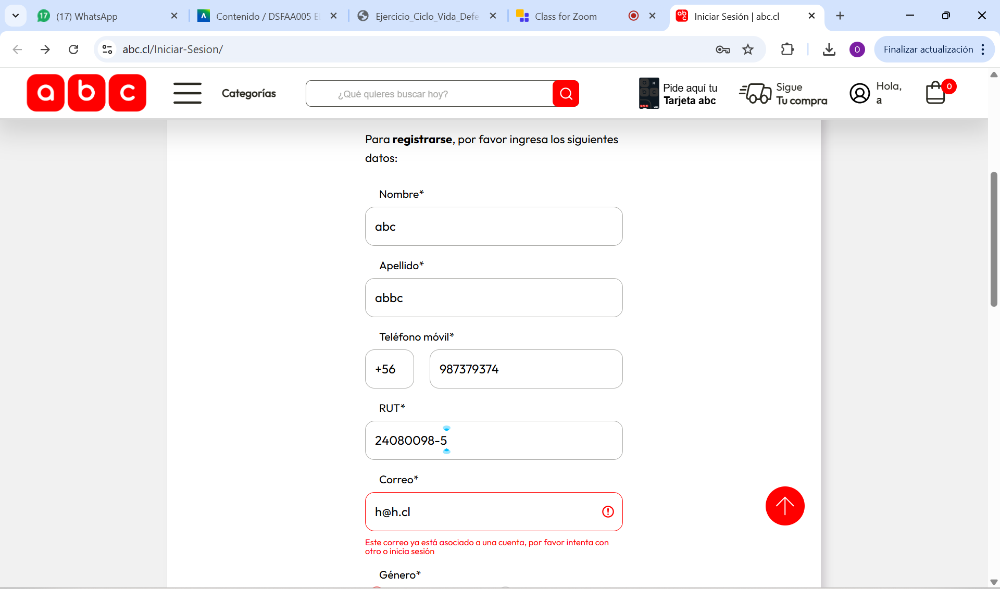 17 (17) WhatsApp
Contenido / DSFAA005 E
Ejercicio_Ciclo_Vida_Defe
Class for Zoom
Iniciar Sesión | abc.cl
abc.cl/Iniciar-Sesion/
O
Finalizar actualización
abc
Categorías
¿Qué quieres buscar hoy?
Pide aquí tu
Tarjeta abc
Sigue
Tu compra
Hola,
a
0
Para registrarse, por favor ingresa los siguientes
datos:
Nombre*
abc
Apellido*
abbc
Teléfono móvil*
+56 987379374
RUT*
24080098-5
Correo*
h@h.cl
Este correo ya está asociado a una cuenta, por favor intenta con
otro o inicia sesión
Género*